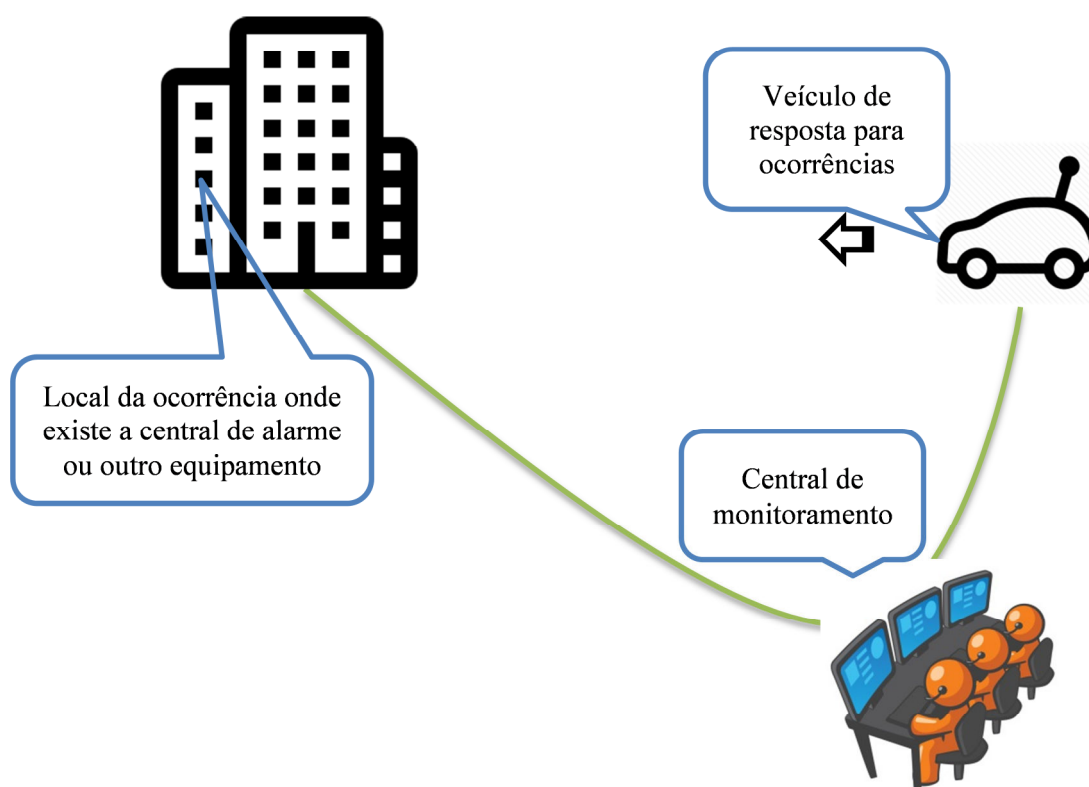 Veículo de
resposta para
ocorrências
Local da ocorrência onde
existe a central de alarme
ou outro equipamento
Central de
monitoramento